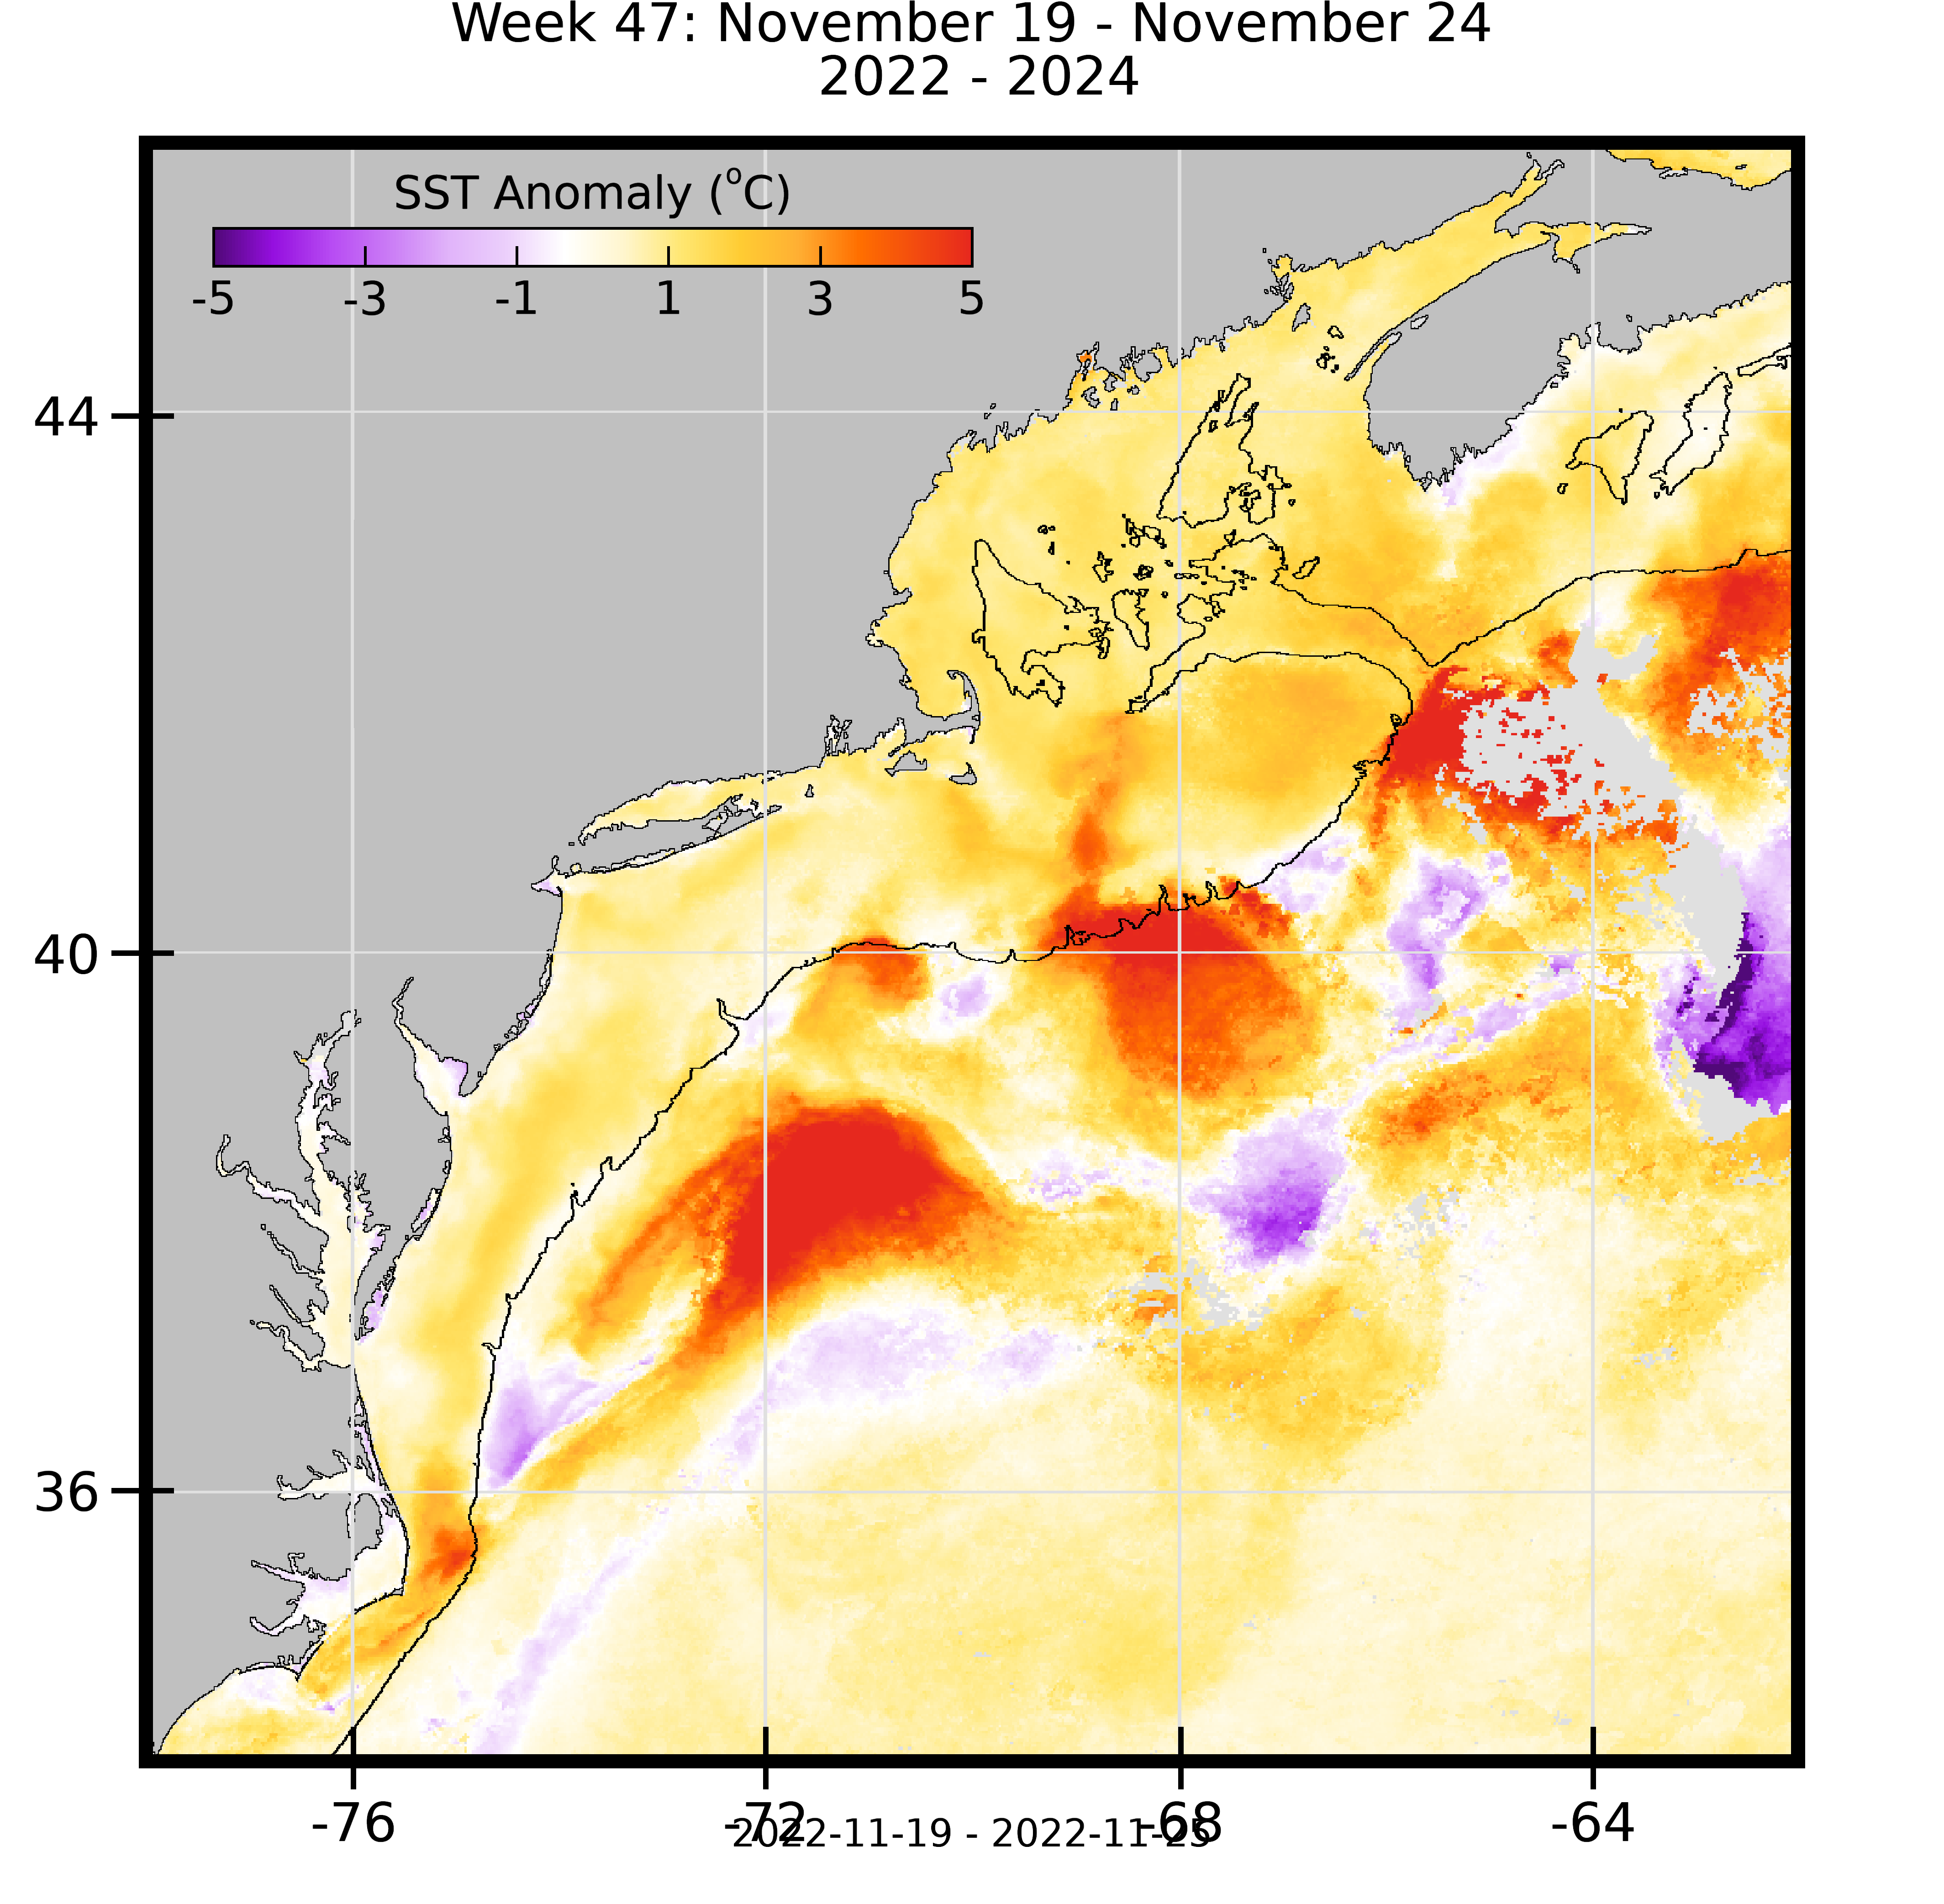 Week 47: November 19 - November 24
2022 - 2024
SST Anomaly (°C)
-5 -3 -1 1 3 5
44
40
36
-76 -72 -68 -64
2022-11-19 - 2022-11-25